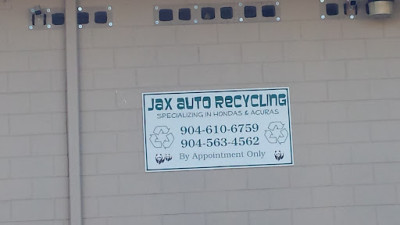 Jax Auto Recycling
SPECIALIZING IN HONDAS & ACURAS
904-610-6759
904-563-4562
By Appointment Only